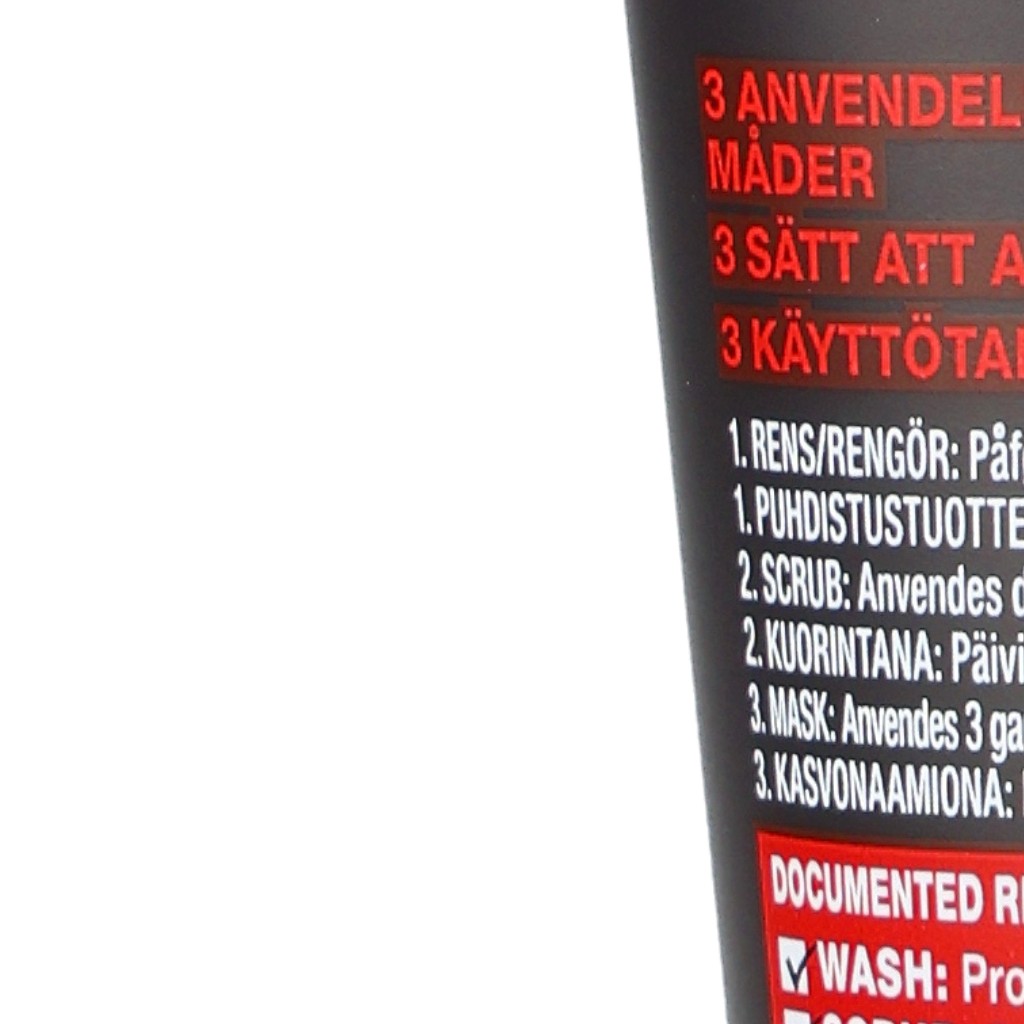 3 ANVENDEL
MÅDER
3 SÄTT ATT A
3 KÄYTTÖTA
1. RENS/RENGÖR: Påf
1. PUHDISTUSTUOTTE
2. SCRUB: Anvendes d
2. KUORINTANA: Päivi
3. MASK: Anvendes 3 ga
3. KASVONAAMIONA:
DOCUMENTED R
WASH: Pro